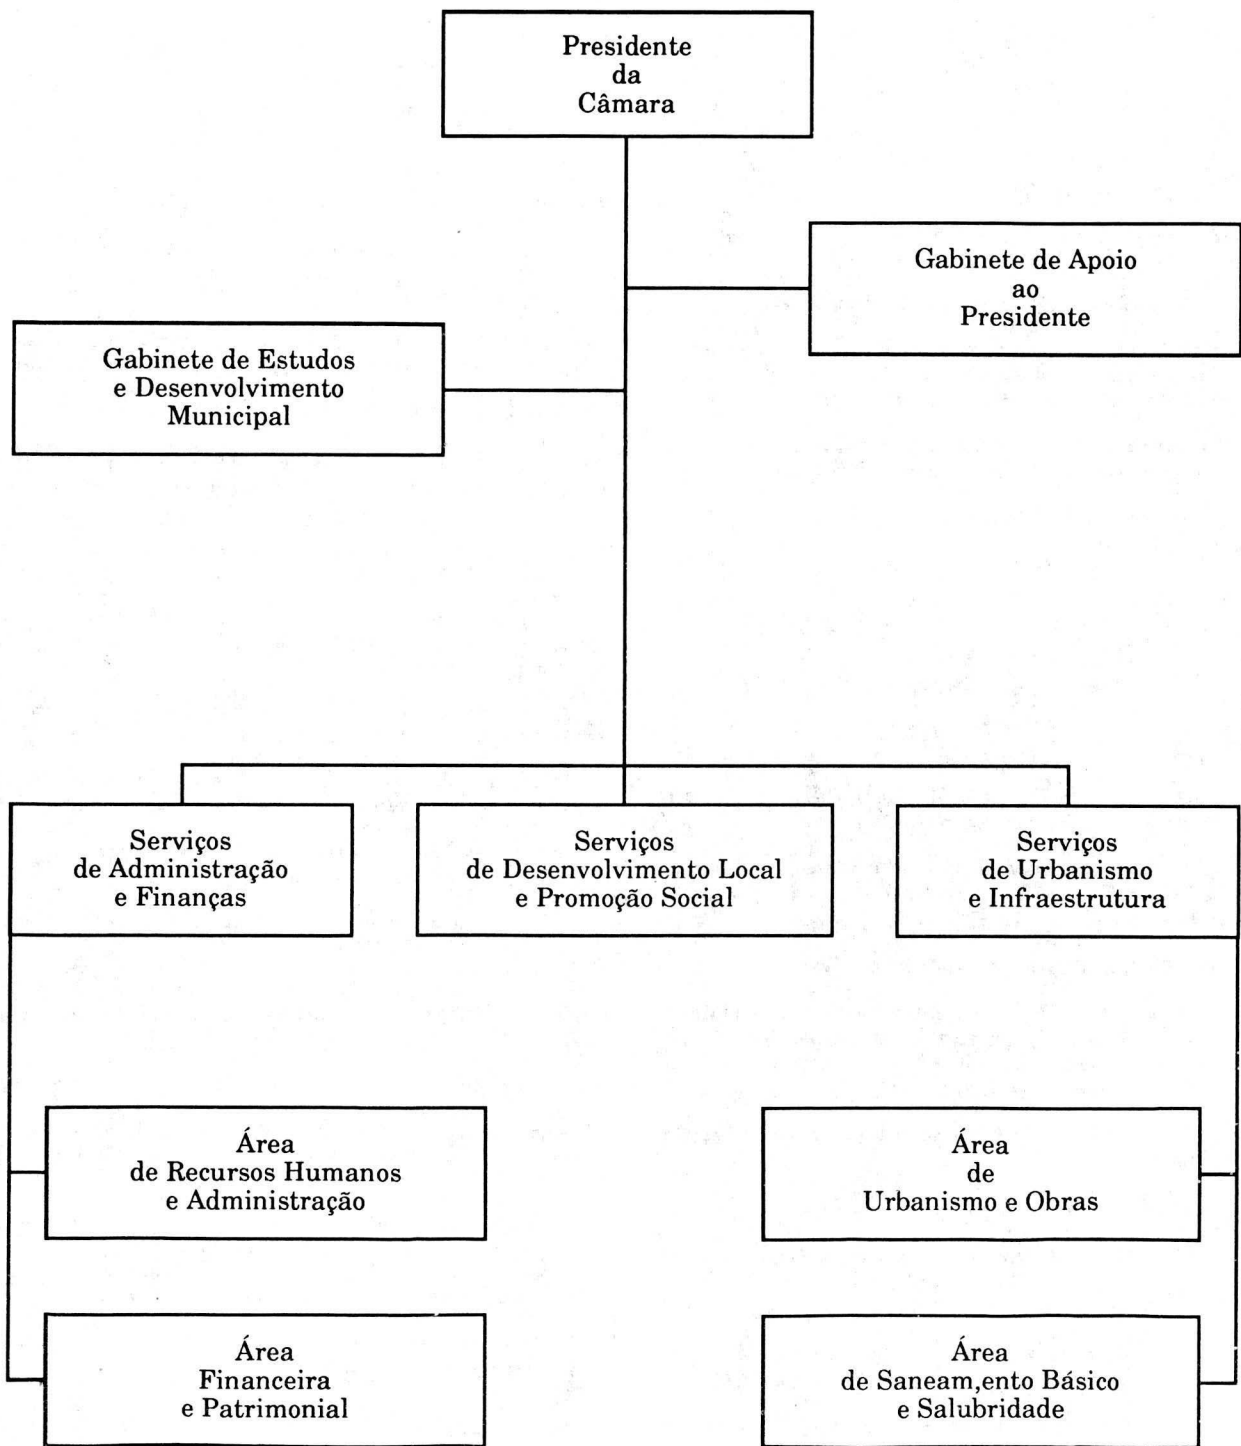 Presidente
da
Câmara
Gabinete de Apoio
ao
Presidente
Gabinete de Estudos
e Desenvolvimento
Municipal
Serviços
de Administração
e Finanças
Serviços
de Desenvolvimento Local
e Promoção Social
Serviços
de Urbanismo
e Infraestrutura
Área
de Recursos Humanos
e Administração
Área
de
Urbanismo e Obras
Área
Financeira
e Patrimonial
Área
de Saneam,ento Básico
e Salubridade